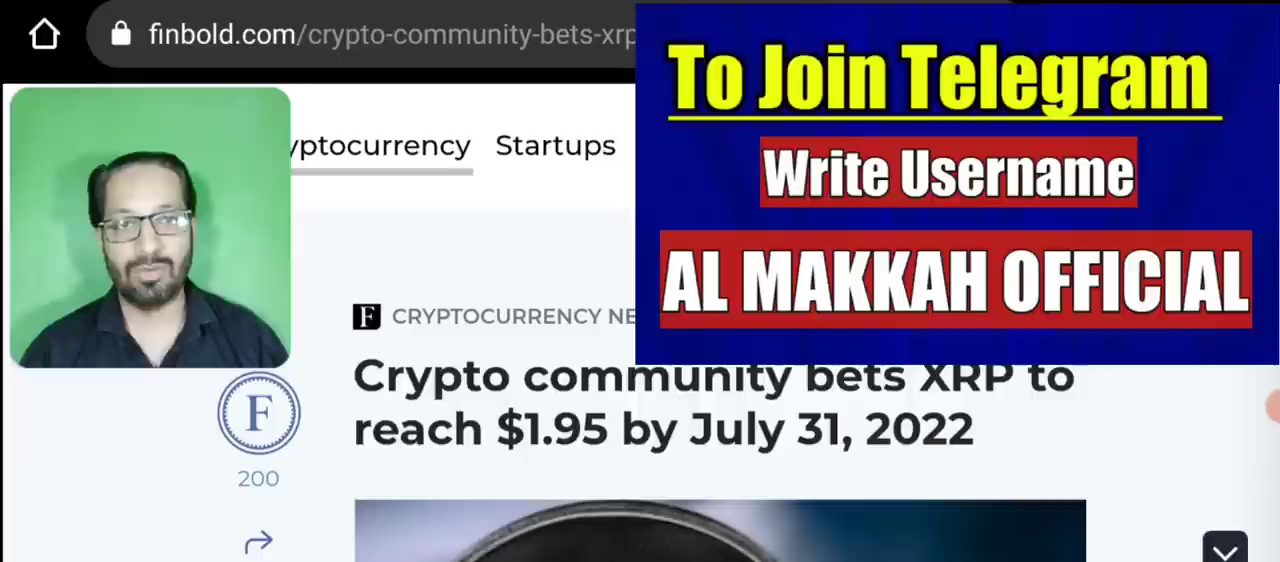 finbold.com/crypto-community-bets-xrp
To Join Telegram
Write Username
AL MAKKAH OFFICIAL
yptocurrency Startups
F CRYPTOCURRENCY NE
Crypto community bets XRP to
reach $1.95 by July 31, 2022
F
200